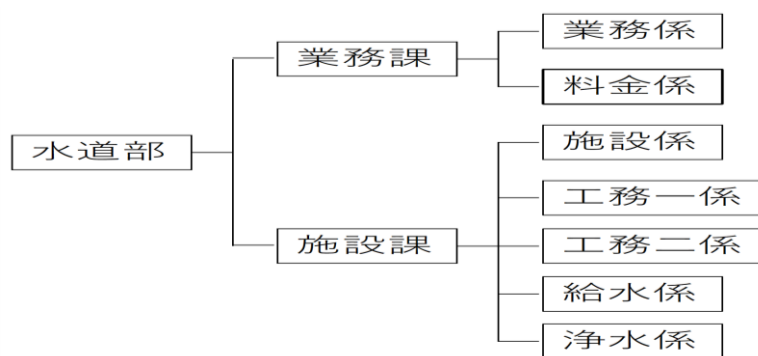 水道部
業務課
業務係
料金係
施設課
施設係
工務一係
工務二係
給水係
浄水係